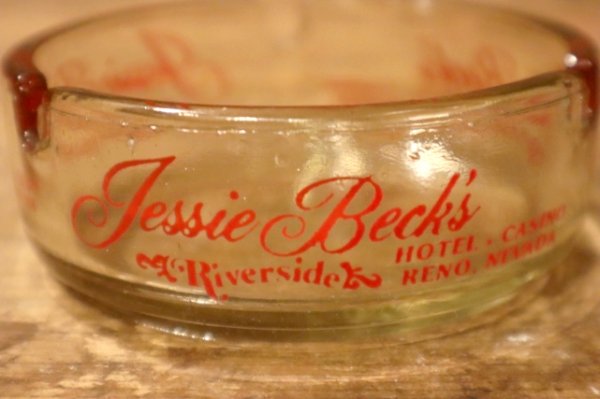 Jessie Beck's
Riverside
HOTEL - CASINO
RENO, NEVADA